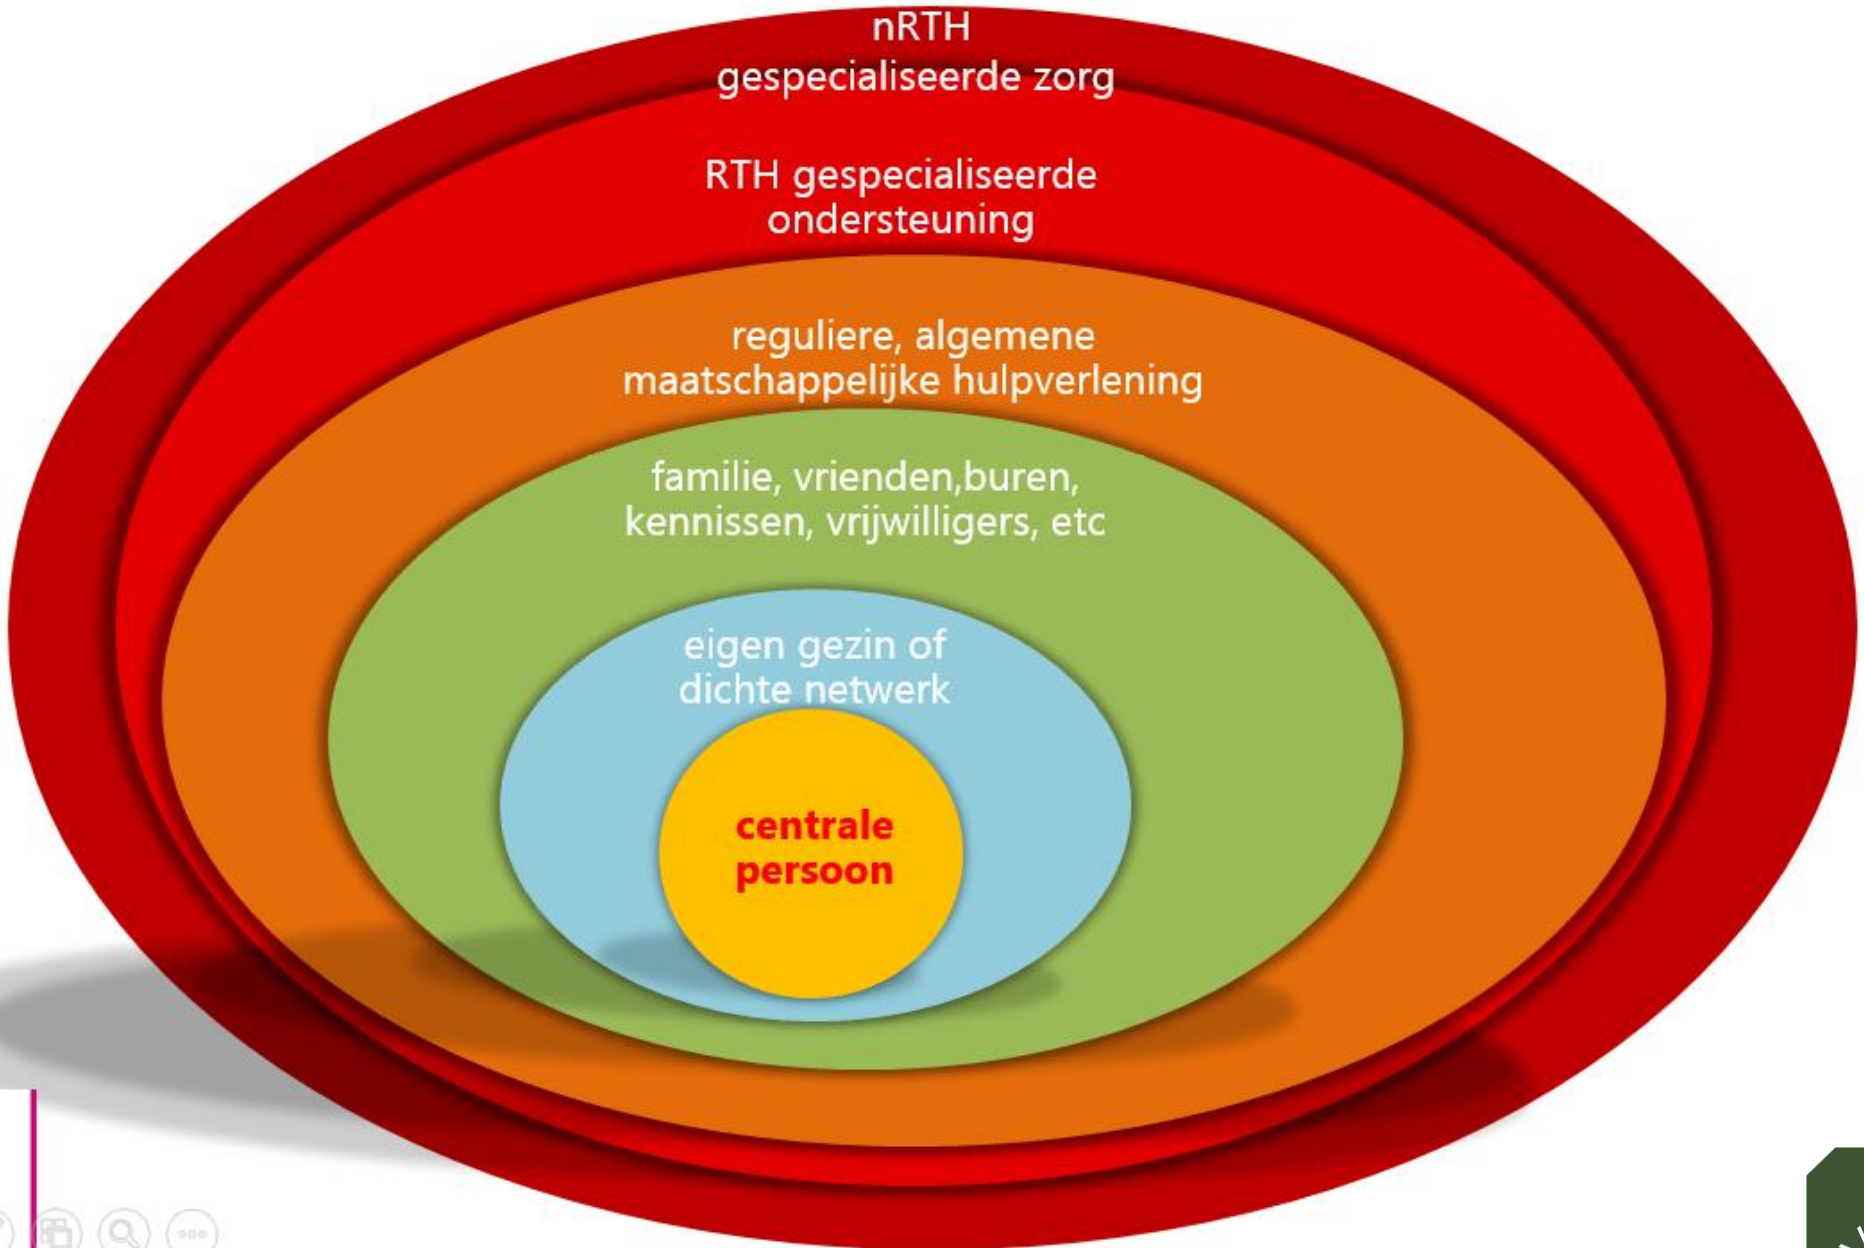 nRTH
gespecialiseerde zorg
RTH gespecialiseerde
ondersteuning
reguliere, algemene
maatschappelijke hulpverlening
familie, vrienden,buren,
kennissen, vrijwilligers, etc
eigen gezin of
dichte netwerk
centrale
persoon